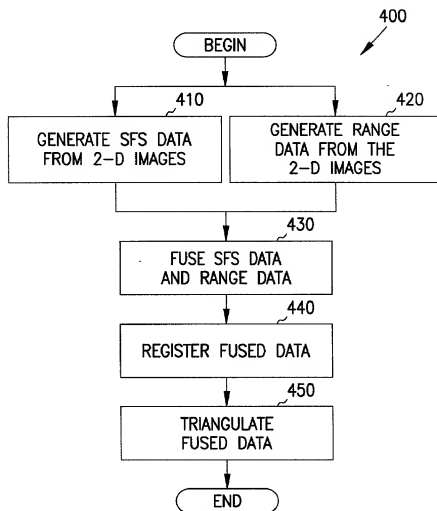 BEGIN
400
410
GENERATE SFS DATA
FROM 2-D IMAGES
420
GENERATE RANGE
DATA FROM THE
2-D IMAGES
430
FUSE SFS DATA
AND RANGE DATA
440
REGISTER FUSED DATA
450
TRIANGULATE
FUSED DATA
END